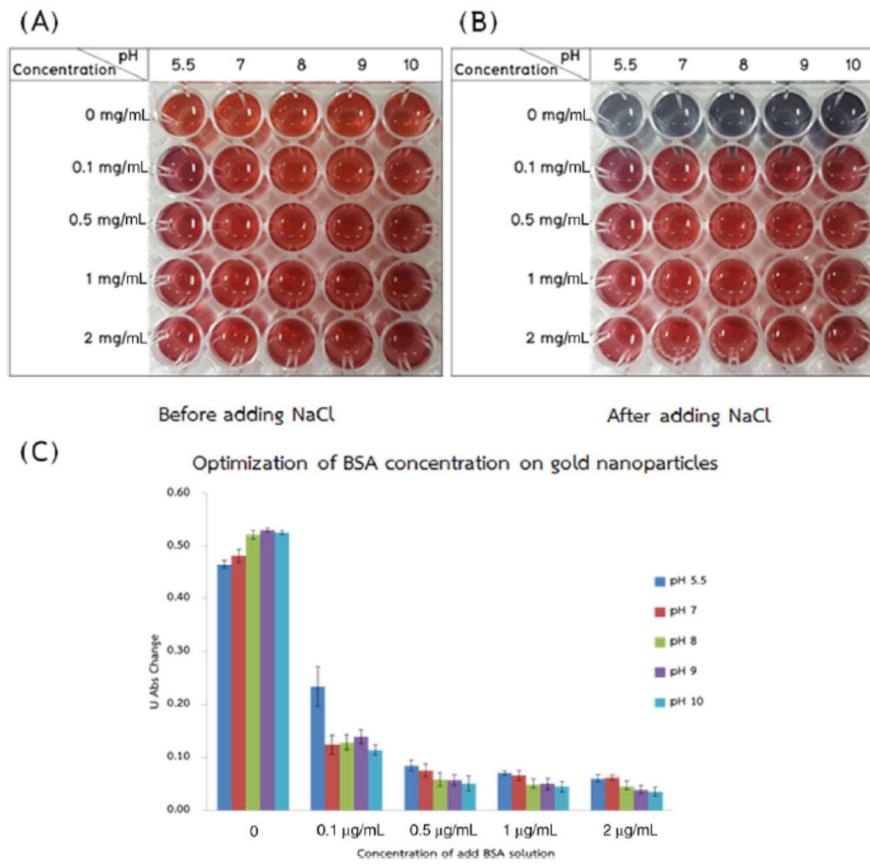 (A)
pH
Concentration
5.5 7 8 9 10
0 mg/mL
0.1 mg/mL
0.5 mg/mL
1 mg/mL
2 mg/mL
Before adding NaCl
(B)
pH
Concentration
5.5 7 8 9 10
0 mg/mL
0.1 mg/mL
0.5 mg/mL
1 mg/mL
2 mg/mL
After adding NaCl
(C)
Optimization of BSA concentration on gold nanoparticles
U Abs Change
0.60
0.50
0.40
0.30
0.20
0.10
0.00
pH 5.5
pH 7
pH 8
pH 9
pH 10
0 0.1 μg/mL 0.5 μg/mL 1 μg/mL 2 μg/mL
Concentration of add BSA solution